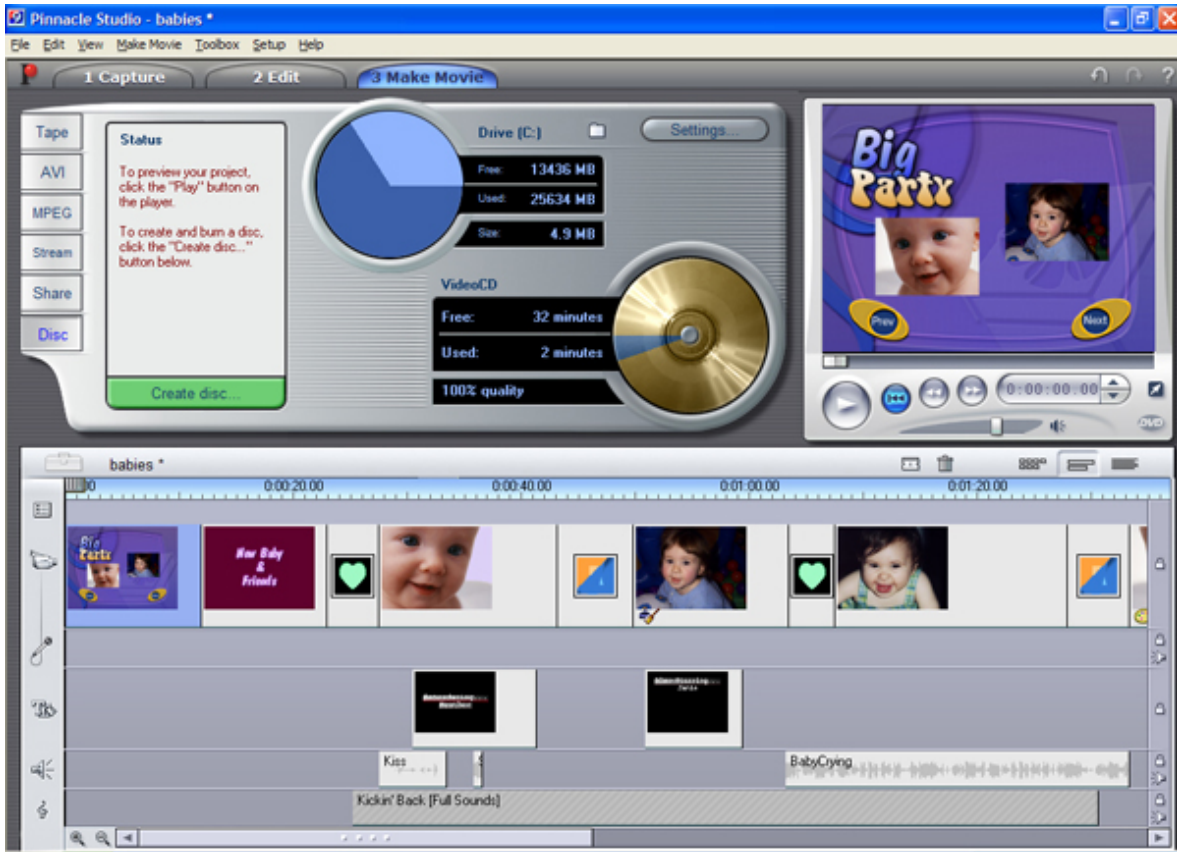 Pinnacle Studio - babies *
File Edit View Make Movie Toolbox Setup Help
1 Capture 2 Edit 3 Make Movie ?
Tape
AVI
MPEG
Stream
Share
Disc
Status
To preview your project,
click the "Play" button on
the player.
To create and burn a disc,
click the "Create disc..."
button below.
Create disc...
Drive (C:)
Settings...
Free: 13436 MB
Used: 25634 MB
Size: 4.9 MB
VideoCD
Free: 32 minutes
Used: 2 minutes
100% quality
Big
Party
Prev
Next
0:00:00.00
DVD
babies *
0:00:20.00 0:00:40.00 0:01:00.00 0:01:20.00
Big
Party
New Baby
&
Friends
Kiss
BabyCrying
Kickin' Back [Full Sounds]